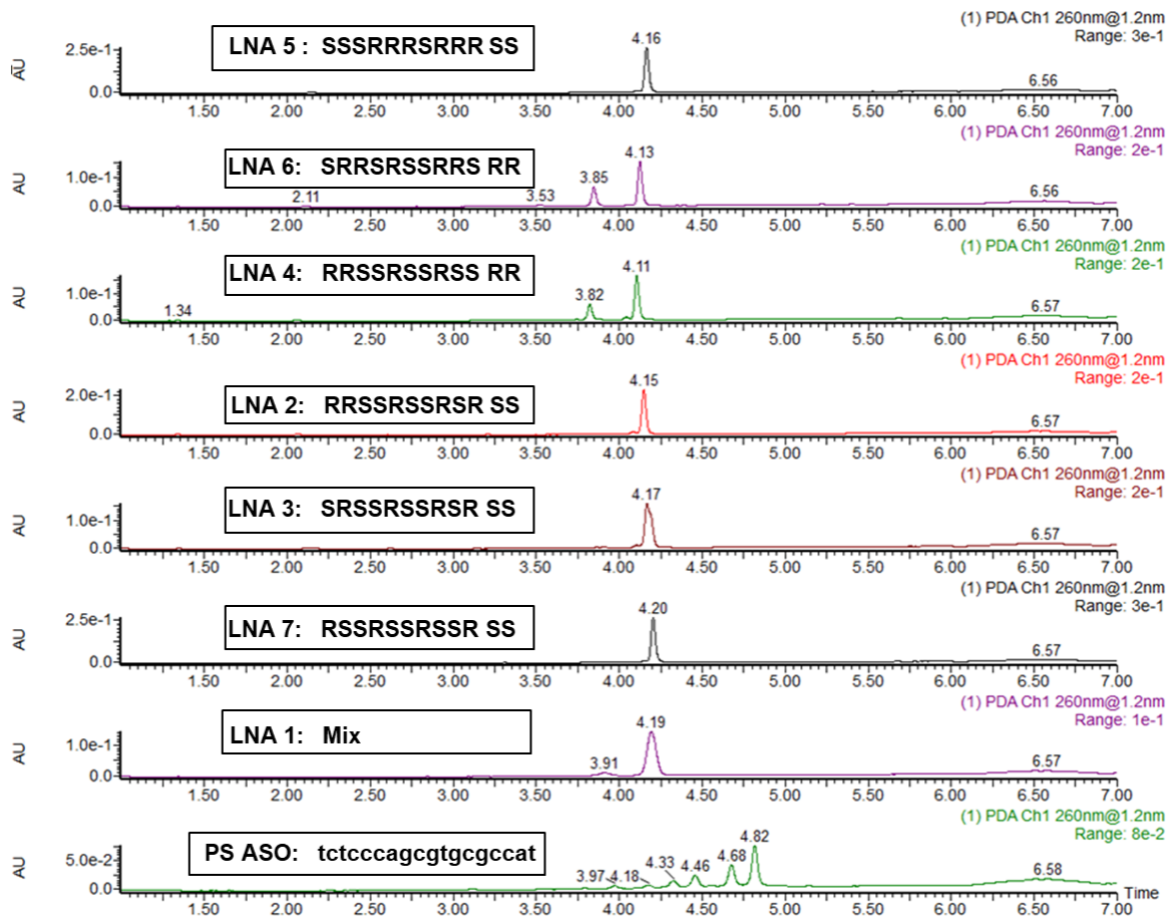 (1) PDA Ch1 260nm@1.2nm
Range: 3e-1
LNA 5 : SSSRRRSRRR SS
4.16
6.56
2.5e-1
0.0
AU
1.50 2.00 2.50 3.00 3.50 4.00 4.50 5.00 5.50 6.00 6.50 7.00
(1) PDA Ch1 260nm@1.2nm
Range: 2e-1
LNA 6: SRRSRSSRRS RR
2.11 3.53 3.85 4.13 6.56
1.0e-1
0.0
AU
1.50 2.00 2.50 3.00 3.50 4.00 4.50 5.00 5.50 6.00 6.50 7.00
(1) PDA Ch1 260nm@1.2nm
Range: 2e-1
LNA 4: RRSSRSSRSS RR
1.34 3.82 4.11 6.57
1.0e-1
0.0
AU
1.50 2.00 2.50 3.00 3.50 4.00 4.50 5.00 5.50 6.00 6.50 7.00
(1) PDA Ch1 260nm@1.2nm
Range: 2e-1
LNA 2: RRSSRSSRSR SS
4.15 6.57
2.0e-1
0.0
AU
1.50 2.00 2.50 3.00 3.50 4.00 4.50 5.00 5.50 6.00 6.50 7.00
(1) PDA Ch1 260nm@1.2nm
Range: 2e-1
LNA 3: SRSSRSSRSR SS
4.17 6.57
1.0e-1
0.0
AU
1.50 2.00 2.50 3.00 3.50 4.00 4.50 5.00 5.50 6.00 6.50 7.00
(1) PDA Ch1 260nm@1.2nm
Range: 3e-1
LNA 7: RSSRSSRSSR SS
4.20 6.57
2.5e-1
0.0
AU
1.50 2.00 2.50 3.00 3.50 4.00 4.50 5.00 5.50 6.00 6.50 7.00
(1) PDA Ch1 260nm@1.2nm
Range: 1e-1
LNA 1: Mix
3.91 4.19 6.57
1.0e-1
0.0
AU
1.50 2.00 2.50 3.00 3.50 4.00 4.50 5.00 5.50 6.00 6.50 7.00
(1) PDA Ch1 260nm@1.2nm
Range: 8e-2
PS ASO: tctcccagcgtgcgccat
3.97 4.18 4.33 4.46 4.68 4.82 6.58
5.0e-2
0.0
AU
Time
1.50 2.00 2.50 3.00 3.50 4.00 4.50 5.00 5.50 6.00 6.50 7.00